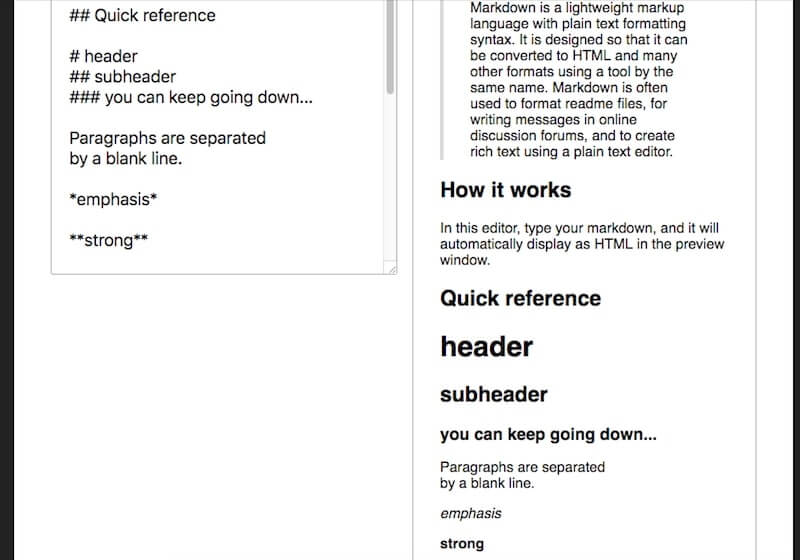 ## Quick reference
# header
## subheader
### you can keep going down...
Paragraphs are separated
by a blank line.
*emphasis*
**strong**
Markdown is a lightweight markup
language with plain text formatting
syntax. It is designed so that it can
be converted to HTML and many
other formats using a tool by the
same name. Markdown is often
used to format readme files, for
writing messages in online
discussion forums, and to create
rich text using a plain text editor.
How it works
In this editor, type your markdown, and it will
automatically display as HTML in the preview
window.
Quick reference
header
subheader
you can keep going down...
Paragraphs are separated
by a blank line.
emphasis
strong